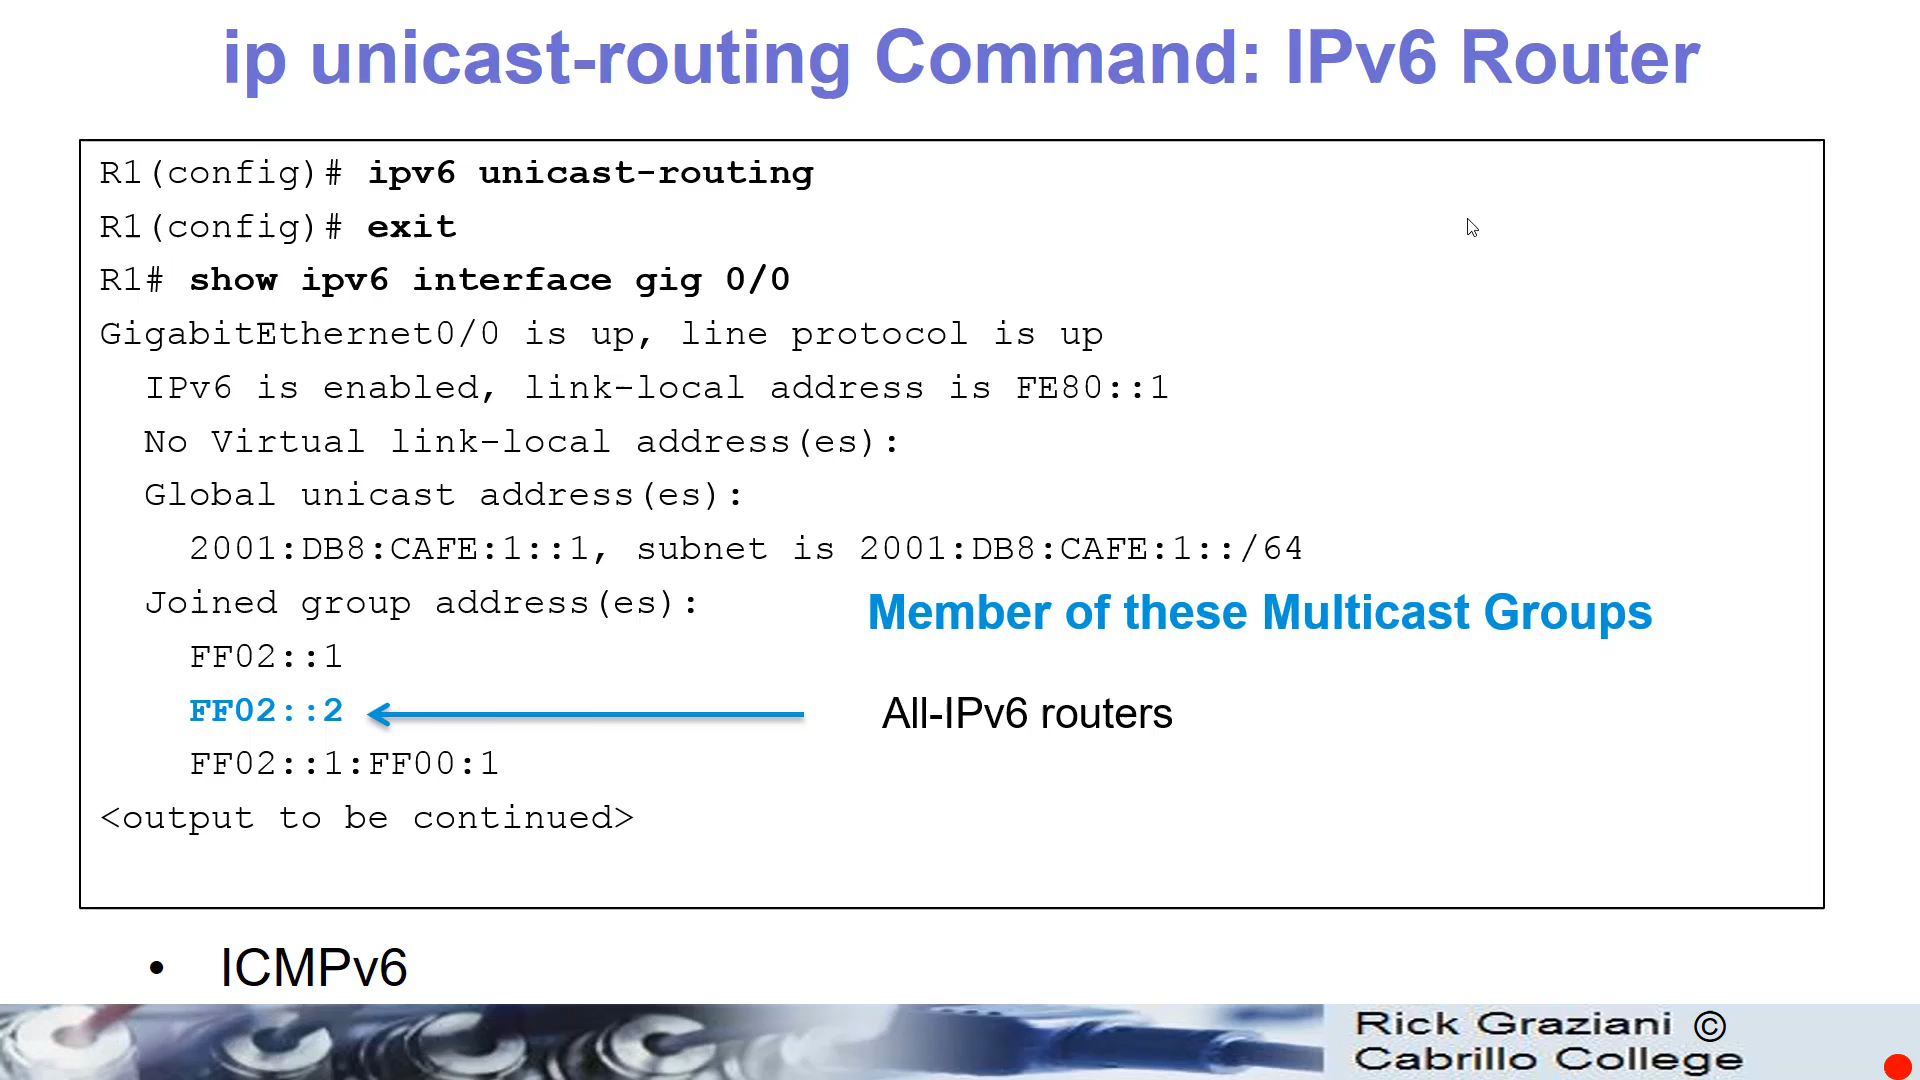 ip unicast-routing Command: IPv6 Router
R1(config)# ipv6 unicast-routing
R1(config)# exit
R1# show ipv6 interface gig 0/0
GigabitEthernet0/0 is up, line protocol is up
IPv6 is enabled, link-local address is FE80::1
No Virtual link-local address(es):
Global unicast address(es):
2001:DB8:CAFE:1::1, subnet is 2001:DB8:CAFE:1::/64
Joined group address(es):
Member of these Multicast Groups
FF02::1
FF02::2
All-IPv6 routers
FF02::1:FF00:1
<output to be continued>
• ICMPv6
Rick Graziani ©
Cabrillo College